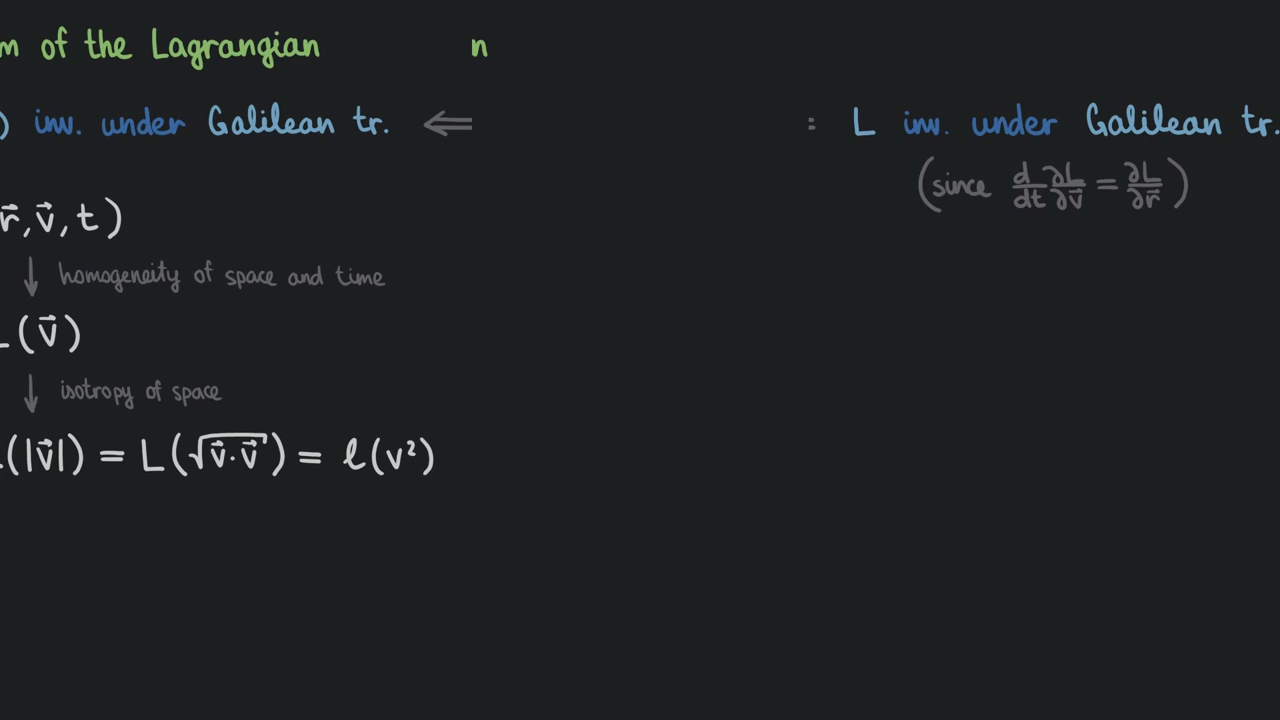 m of the Lagrangian n
) inv. under Galilean tr. ⇐ : L inv. under Galilean tr.
(since d/dt ∂L/∂v⃗ = ∂L/∂r⃗)
r⃗, v⃗, t)
↓ homogeneity of space and time
L(v⃗)
↓ isotropy of space
(|v⃗|) = L(√(v⃗·v⃗)) = ℓ(v²)